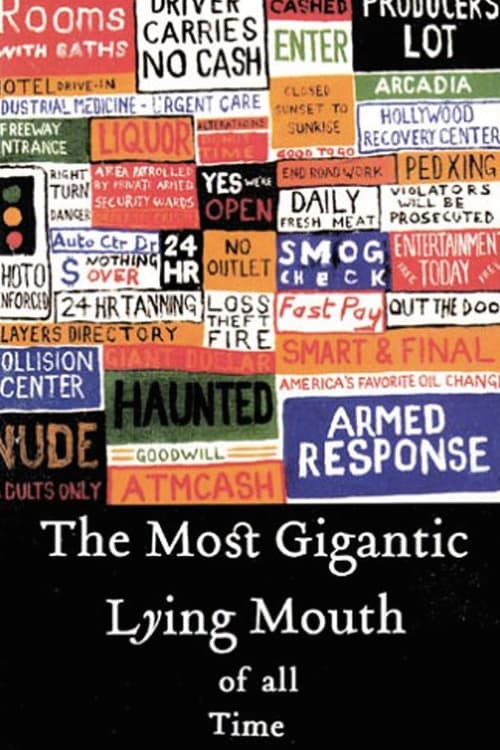 Rooms
WITH BATHS
DRIVER
CARRIES
NO CASH
CASHED
ENTER
PRODUCERS
LOT
OTEL DRIVE-IN
DUSTRIAL MEDICINE - URGENT CARE
CLOSED
SUNSET TO
SUNRISE
ARCADIA
HOLLYWOOD
RECOVERY CENTER
FREEWAY
NTRANCE
LIQUOR
ALTERATIONS
TIME
GOOD TO GO
RIGHT
TURN
DANGER
AREA PATROLLED
BY PRIVATE ARMED
SECURITY GUARDS
YES WE'RE
OPEN
END ROAD WORK
PED XING
DAILY
FRESH MEAT
VIOLATORS
WILL BE
PROSECUTED
HOTO
NFORCED
Auto Ctr Dr
S NOTHING
OVER
24
HR
NO
OUTLET
SMOG
CHECK
ENTERTAINMENT
FREE TODAY FREE
24 HR TANNING
LOSS
THEFT
FIRE
Fast Pay
OUT THE DOO
LAYERS DIRECTORY
SMART & FINAL
OLLISION
CENTER
GIANT DOLLAR
AMERICA'S FAVORITE OIL CHANG
HAUNTED
ARMED
RESPONSE
NUDE
ADULTS ONLY
GOODWILL
ATMCASH
The Most Gigantic
Lying Mouth
of all
Time